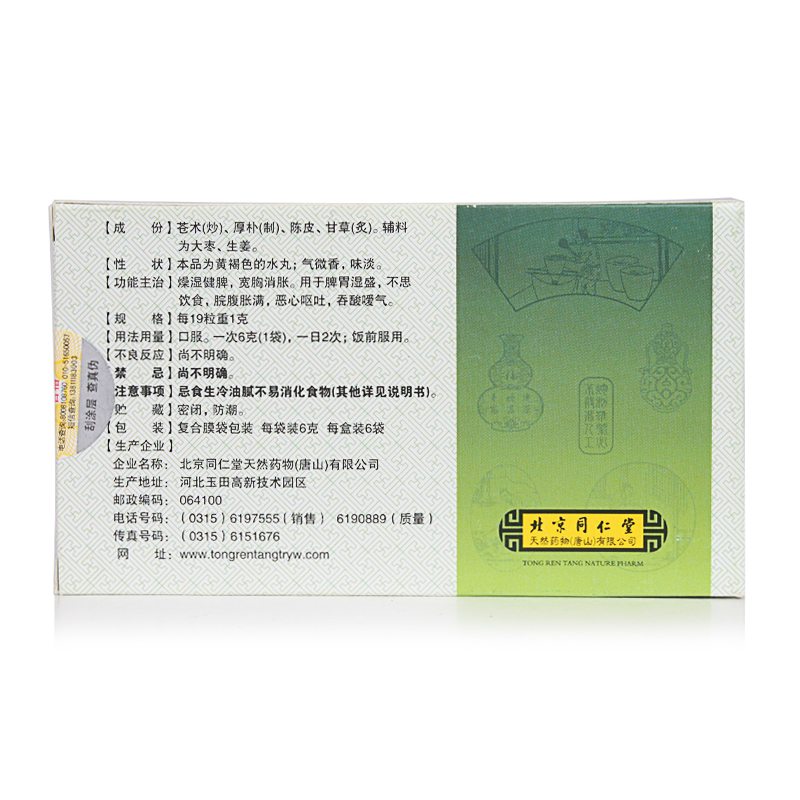 【成 份】苍术(炒)、厚朴(制)、陈皮、甘草(炙)。辅料
为大枣、生姜。
【性 状】本品为黄褐色的水丸；气微香，味淡。
【功能主治】燥湿健脾，宽胸消胀。用于脾胃湿盛，不思
饮食，脘腹胀满，恶心呕吐，吞酸嗳气。
【规 格】每19粒重1克
【用法用量】口服。一次6克(1袋)，一日2次；饭前服用。
【不良反应】尚不明确。
禁 忌】尚不明确。
注意事项】忌食生冷油腻不易消化食物(其他详见说明书)。
贮 藏】密闭，防潮。
【包 装】复合膜袋包装 每袋装6克 每盒装6袋
【生产企业】
企业名称：北京同仁堂天然药物(唐山)有限公司
生产地址：河北玉田高新技术园区
邮政编码：064100
电话号码：(0315)6197555(销售) 6190889(质量)
传真号码：(0315)6151676
网 址：www.tongrentangtryw.com
刮涂层 查真伪
北京同仁堂
天然药物(唐山)有限公司
TONG REN TANG NATURE PHARM